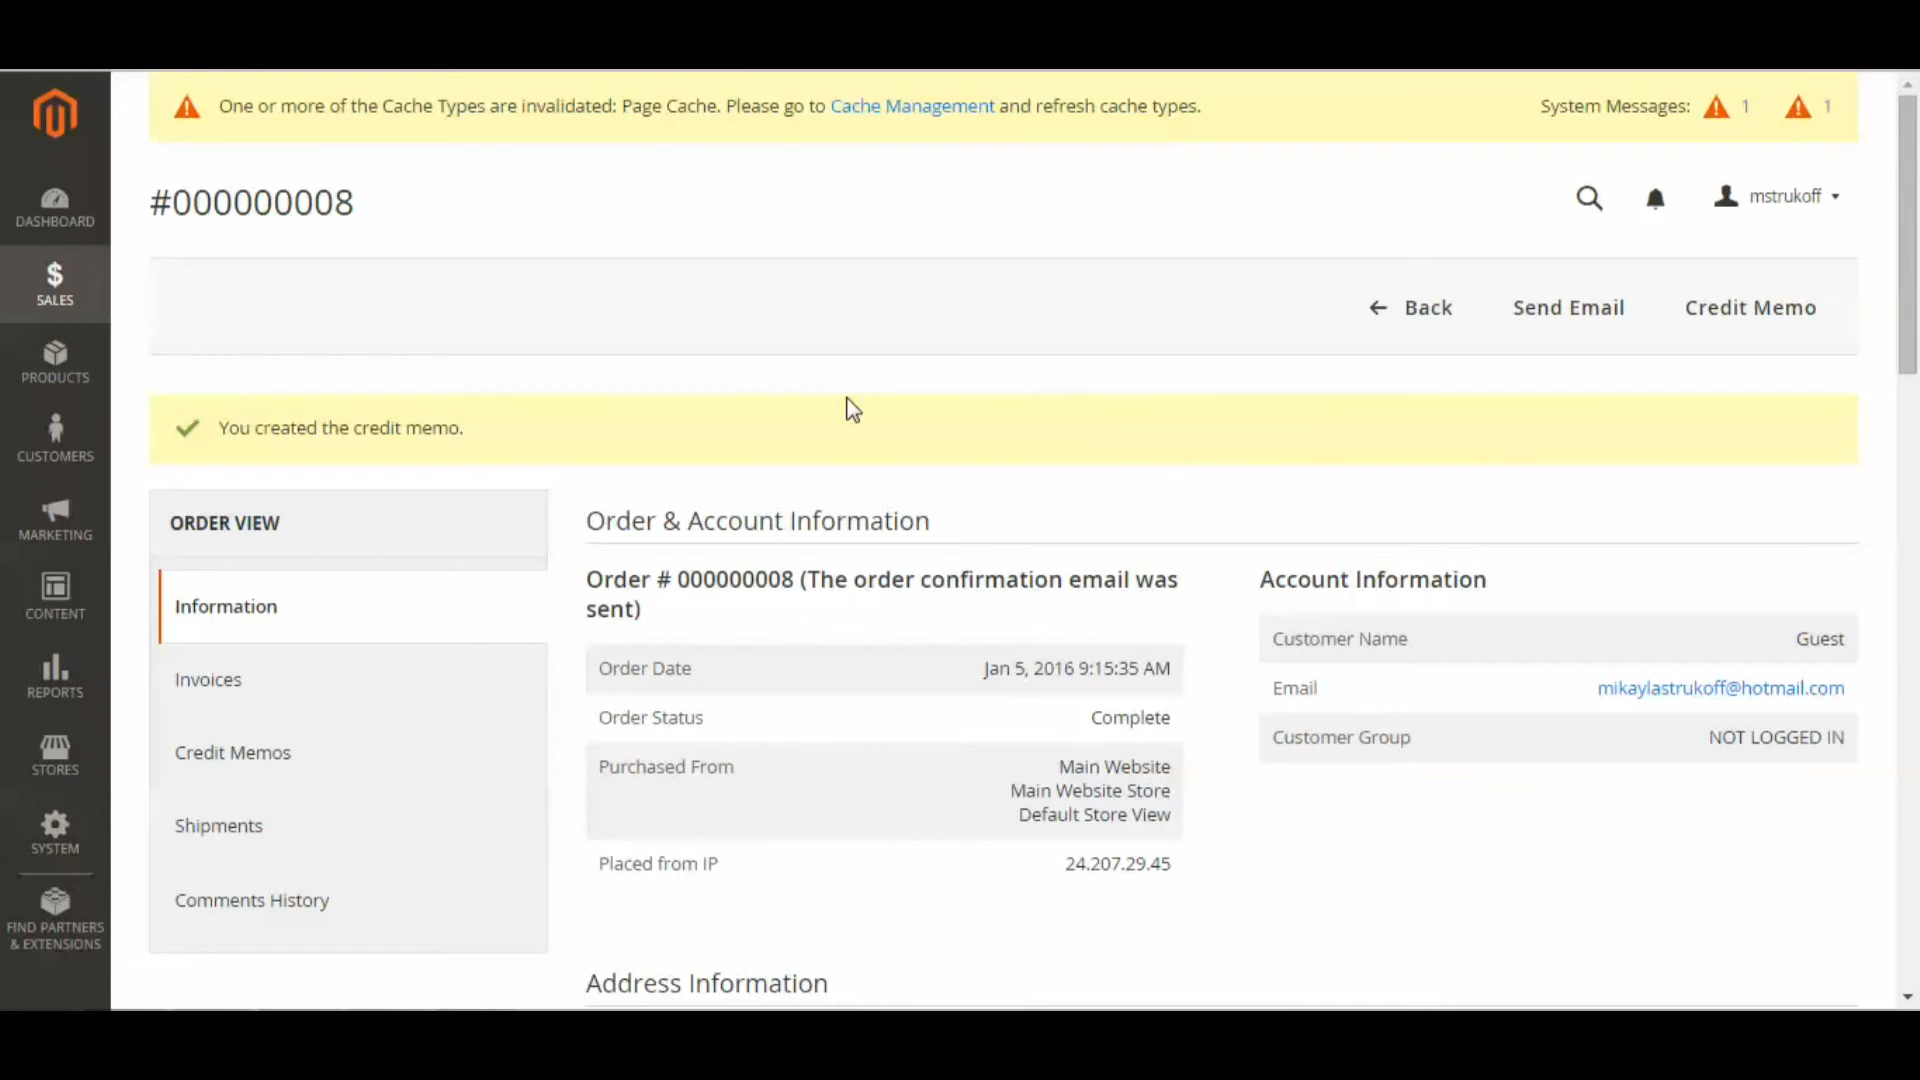 One or more of the Cache Types are invalidated: Page Cache. Please go to Cache Management and refresh cache types.
System Messages: 1 1
#000000008
mstrukoff
Back
Send Email
Credit Memo
You created the credit memo.
DASHBOARD
SALES
PRODUCTS
CUSTOMERS
MARKETING
CONTENT
REPORTS
STORES
SYSTEM
FIND PARTNERS
& EXTENSIONS
ORDER VIEW
Information
Invoices
Credit Memos
Shipments
Comments History
Order & Account Information
Order # 000000008 (The order confirmation email was
sent)
Order Date Jan 5, 2016 9:15:35 AM
Order Status Complete
Purchased From Main Website
Main Website Store
Default Store View
Placed from IP 24.207.29.45
Account Information
Customer Name Guest
Email mikaylastrukoff@hotmail.com
Customer Group NOT LOGGED IN
Address Information